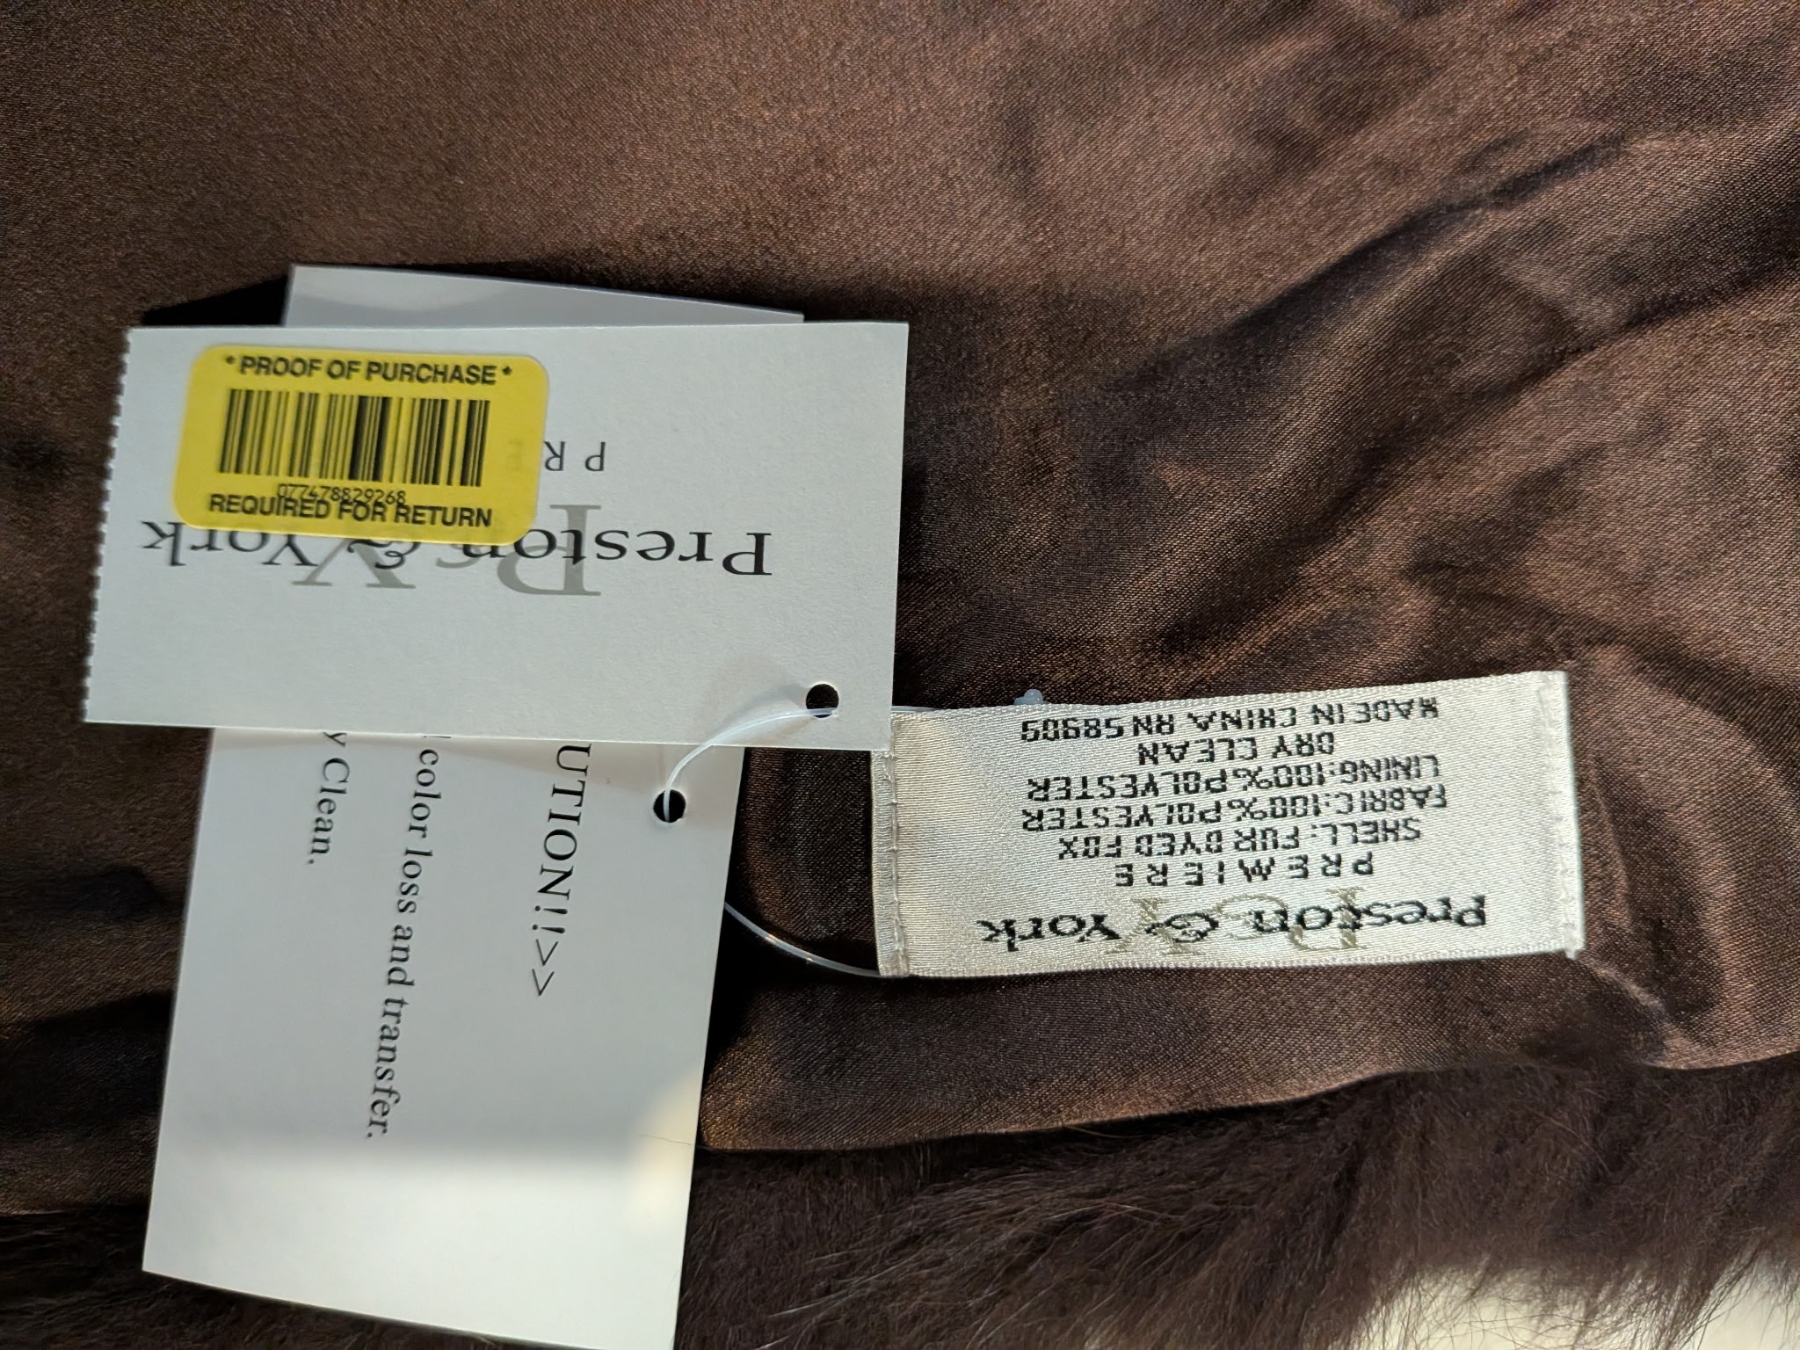 * PROOF OF PURCHASE *
077478829268
REQUIRED FOR RETURN
Preston & York
P&Y
P R
UTION!!>>
color loss and transfer.
y Clean.
Preston & York
P&Y
PREMIERE
SHELL: FUR DYED FOX
FABRIC:100%POLYESTER
LINING:100%POLYESTER
DRY CLEAN
MADE IN CHINA RN 58909